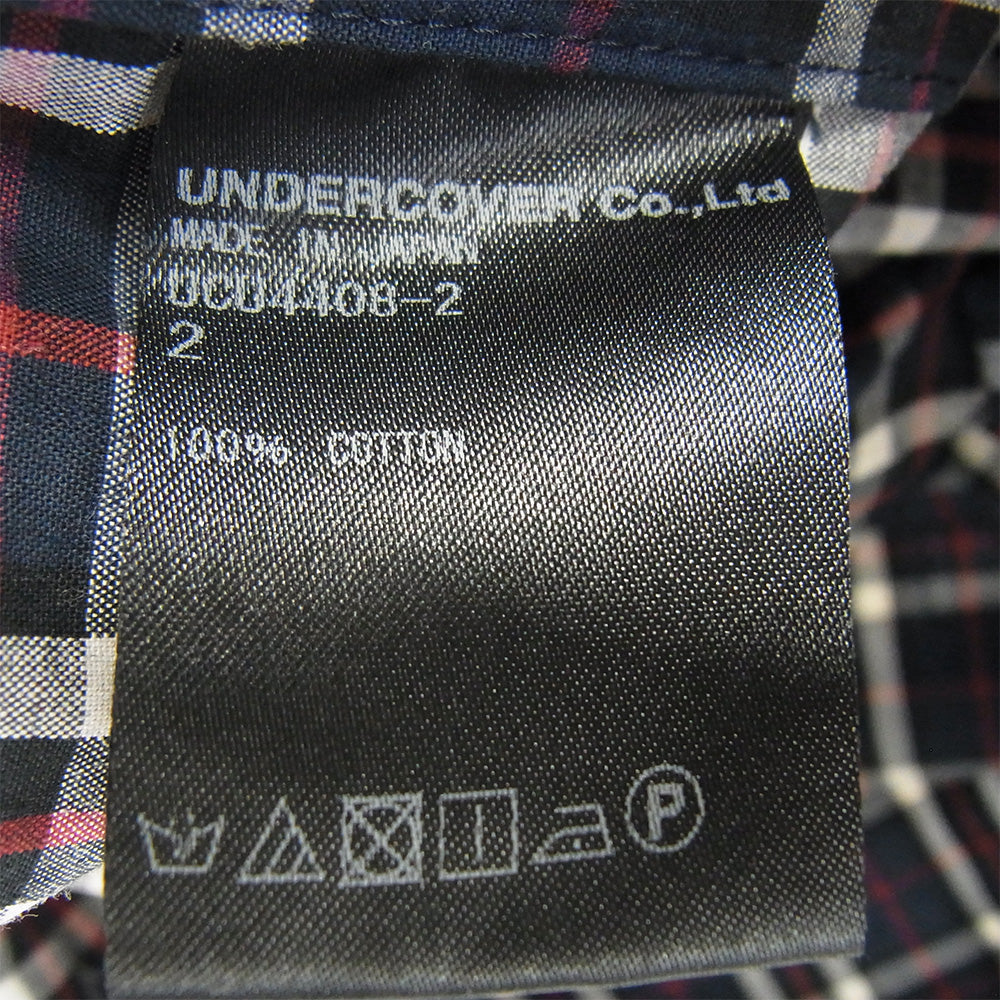 UNDERCOVER Co.,Ltd
MADE IN JAPAN
UCU4408-2
2
100% COTTON
P